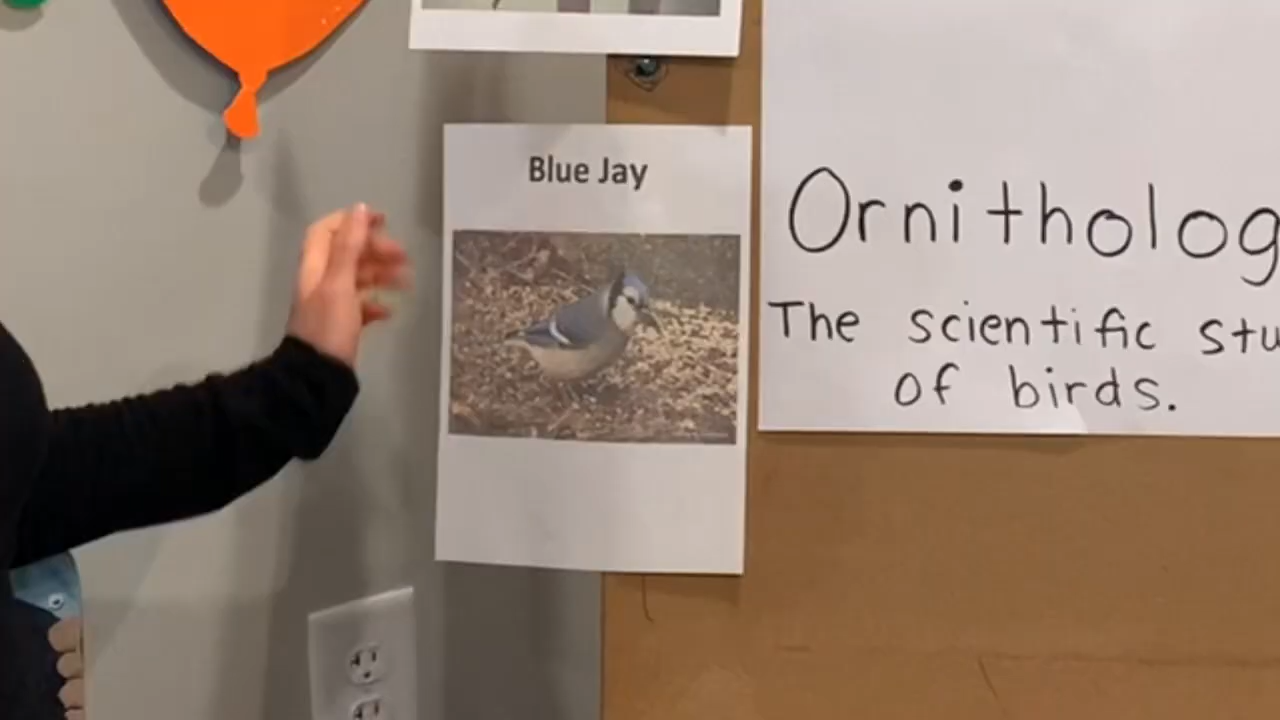 Blue Jay
Ornitholog
The scientific stu
of birds.